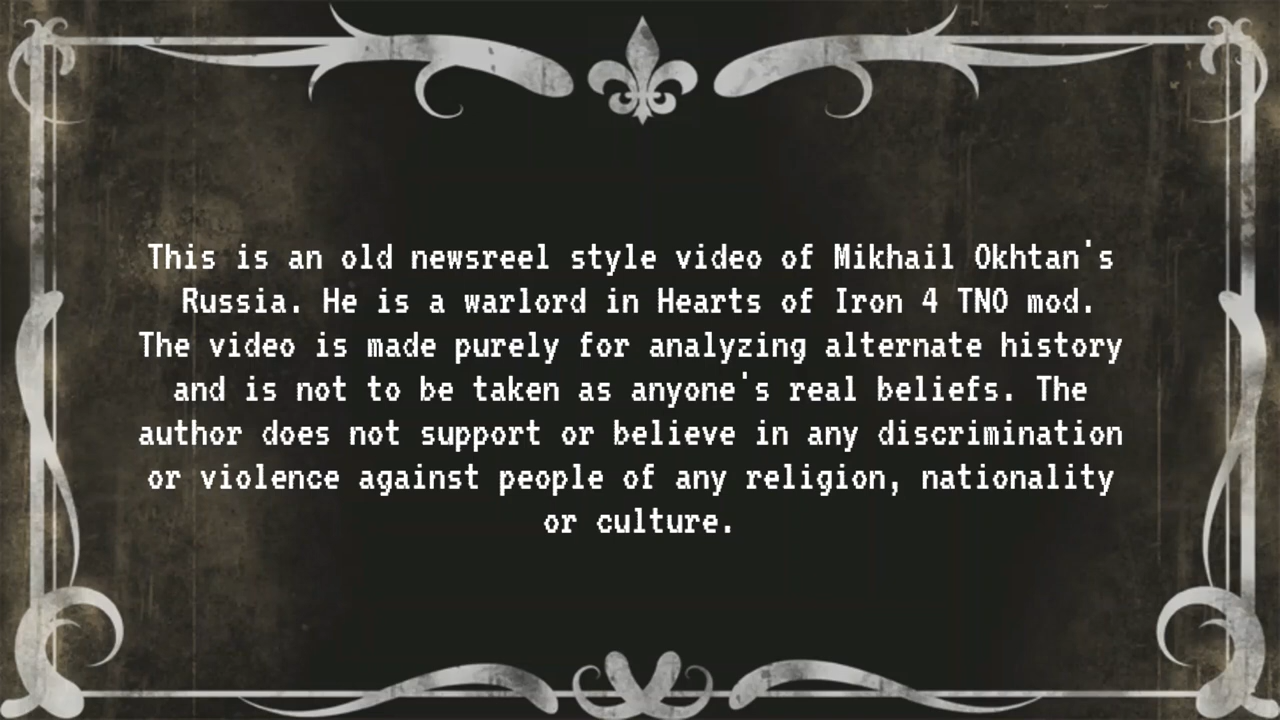 This is an old newsreel style video of Mikhail Okhtan's
Russia. He is a warlord in Hearts of Iron 4 TNO mod.
The video is made purely for analyzing alternate history
and is not to be taken as anyone's real beliefs. The
author does not support or believe in any discrimination
or violence against people of any religion, nationality
or culture.